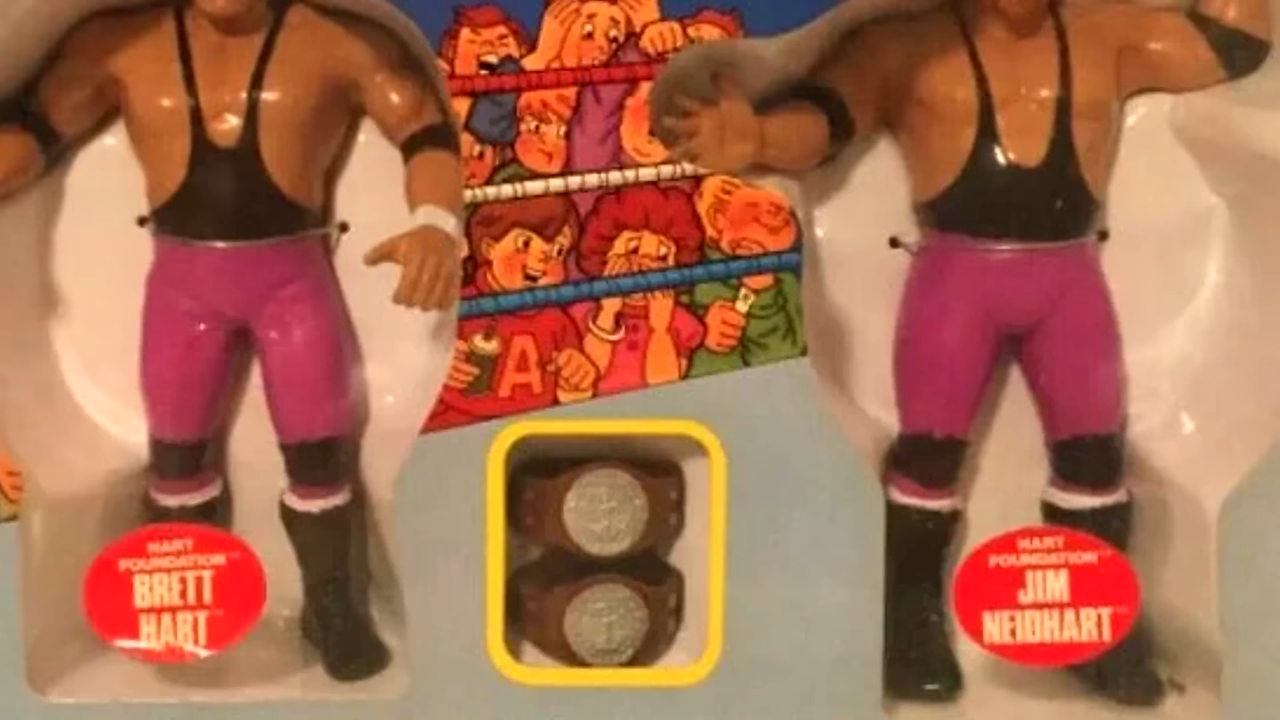 A
HART
FOUNDATION™
BRETT
HART™
HART
FOUNDATION™
JIM
NEIDHART™